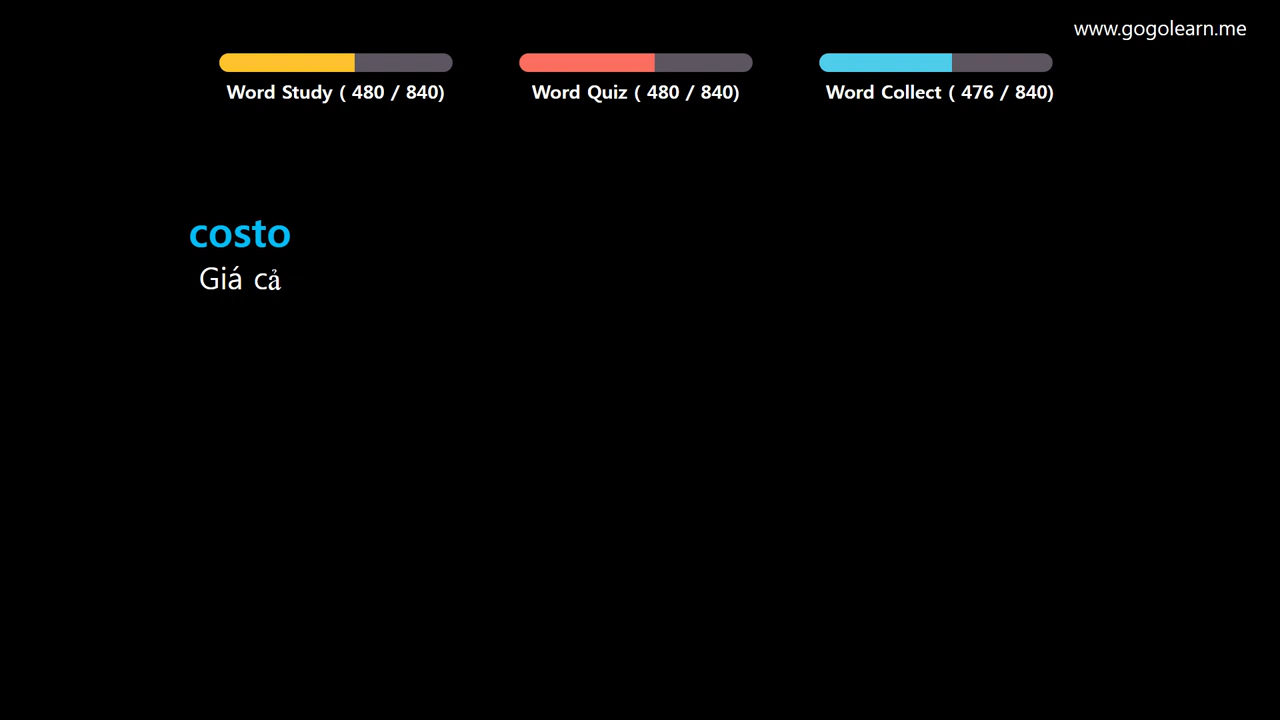 www.gogolearn.me
Word Study ( 480 / 840)
Word Quiz ( 480 / 840)
Word Collect ( 476 / 840)
costo
Giá cả